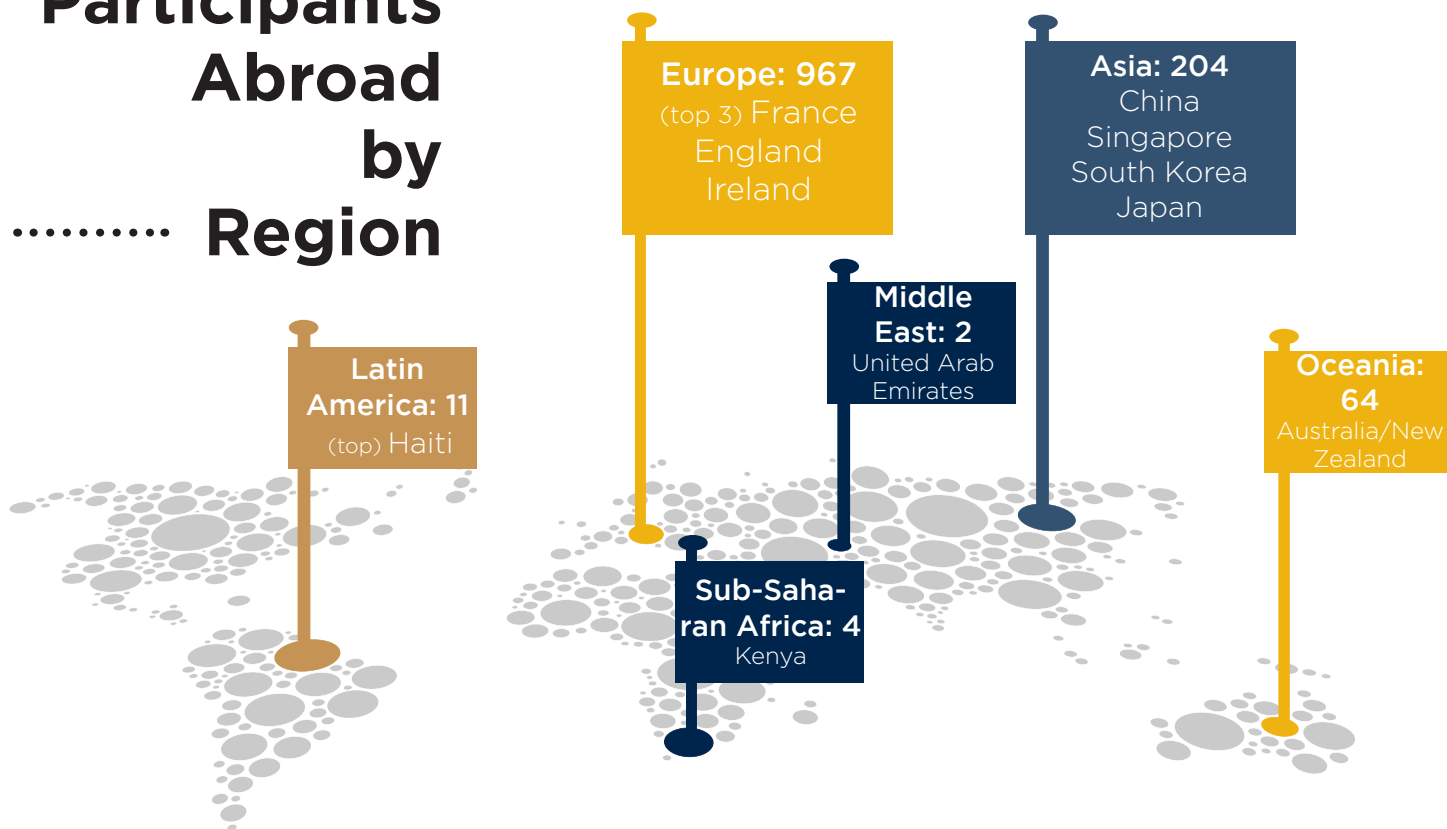 Participants
Abroad
by
.......... Region
Europe: 967
(top 3) France
England
Ireland
Asia: 204
China
Singapore
South Korea
Japan
Middle
East: 2
United Arab
Emirates
Latin
America: 11
(top) Haiti
Oceania:
64
Australia/New
Zealand
Sub-Saha-
ran Africa: 4
Kenya